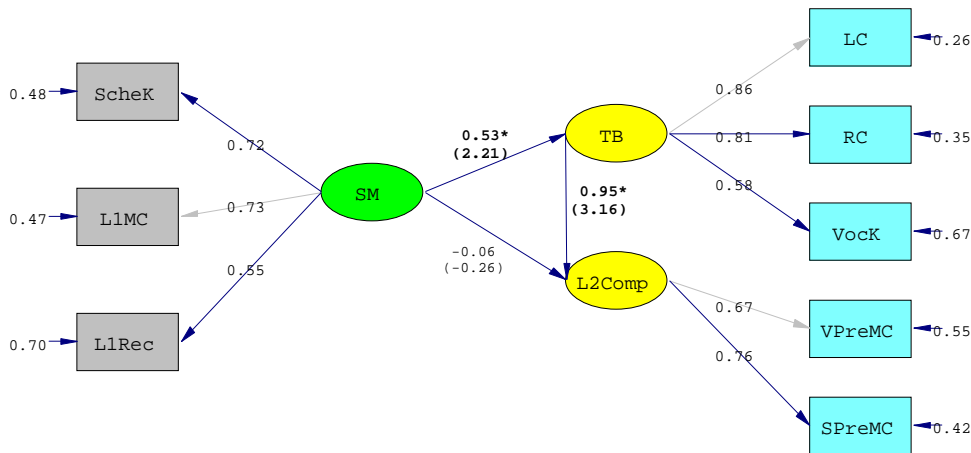 LC
0.26
0.48
ScheK
0.86
0.72
0.53*
(2.21)
TB
0.81
RC
0.35
SM
0.95*
(3.16)
0.58
L1MC
0.73
0.47
VocK
0.67
-0.06
(-0.26)
0.55
L2Comp
0.67
L1Rec
0.70
VPreMC
0.55
0.76
SPreMC
0.42